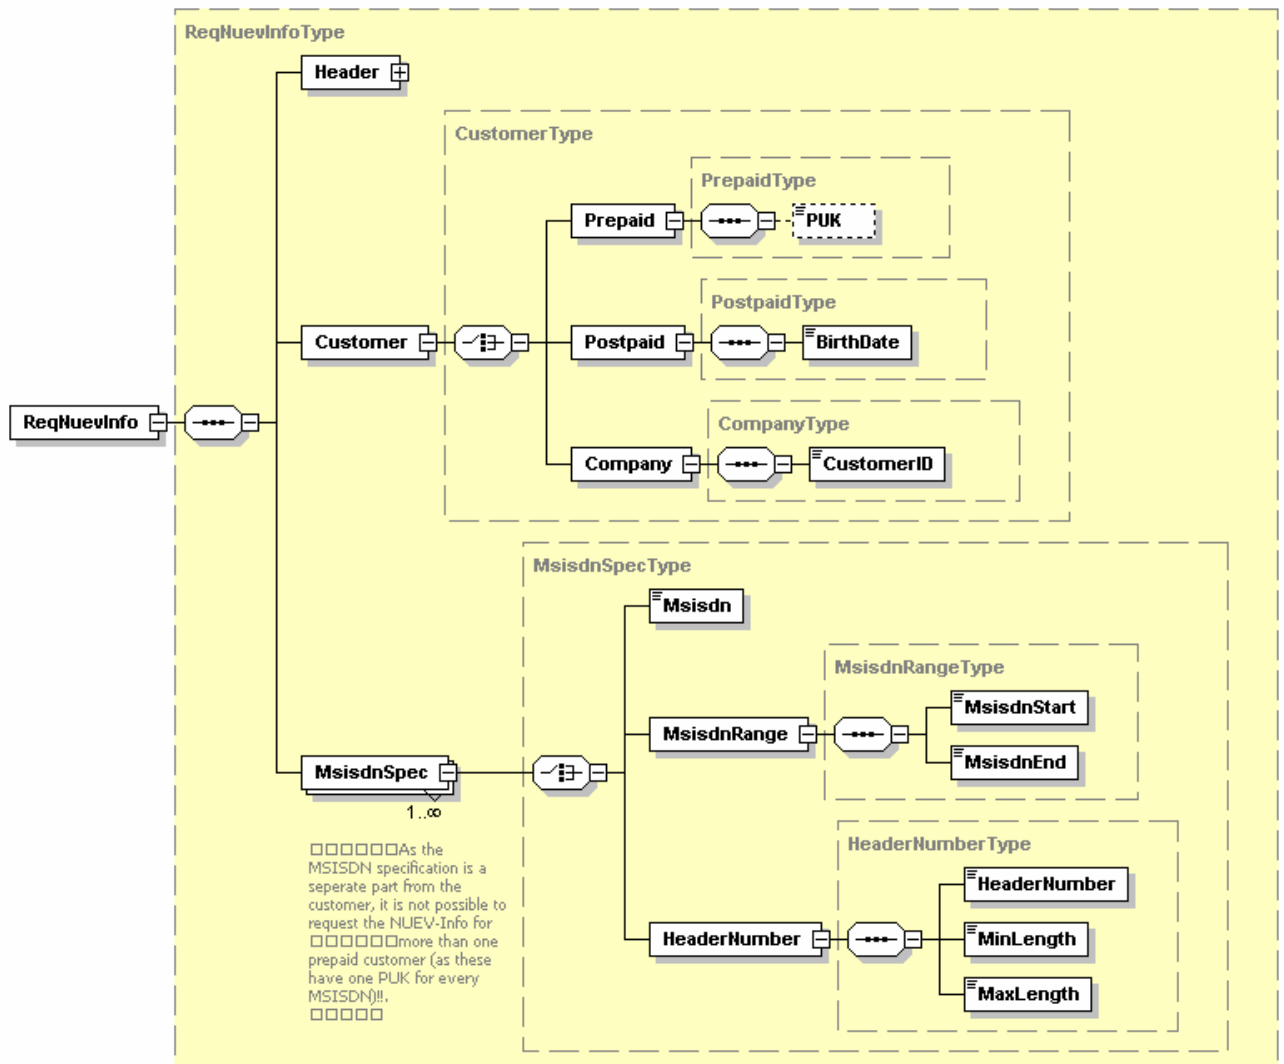 ReqNuevInfoType
Header
CustomerType
PrepaidType
Prepaid
PUK
PostpaidType
Customer
Postpaid
BirthDate
CompanyType
ReqNuevInfo
Company
CustomerID
MsisdnSpecType
Msisdn
MsisdnRangeType
MsisdnStart
MsisdnRange
MsisdnEnd
MsisdnSpec
1..∞
□□□□□□As the
MSISDN specification is a
seperate part from the
customer, it is not possible to
request the NUEV-Info for
□□□□□□more than one
prepaid customer (as these
have one PUK for every
MSISDN)!!.
□□□□□
HeaderNumberType
HeaderNumber
HeaderNumber
MinLength
MaxLength